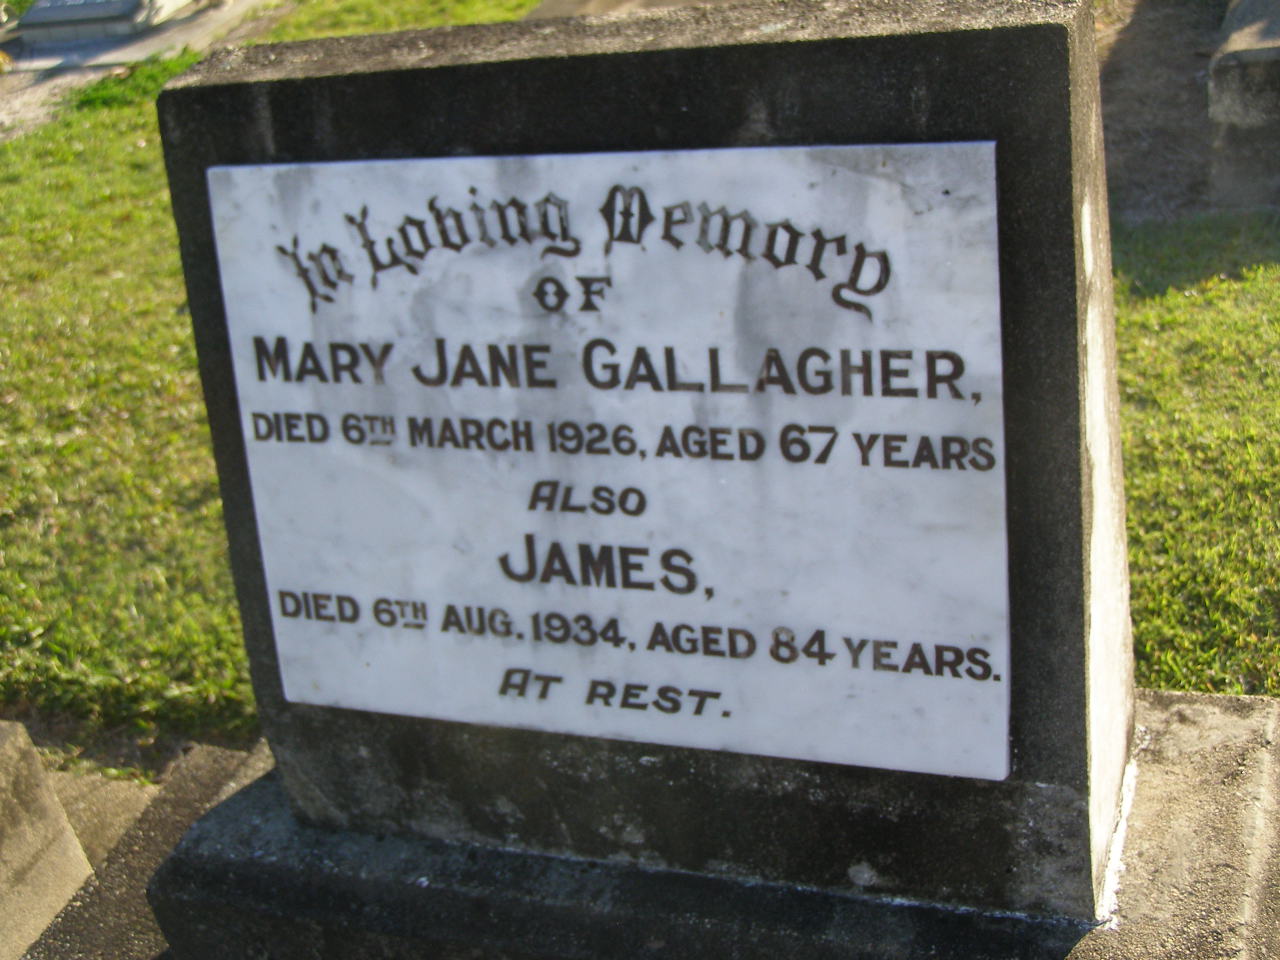 In Loving Memory
OF
MARY JANE GALLAGHER,
DIED 6TH MARCH 1926, AGED 67 YEARS
ALSO
JAMES,
DIED 6TH AUG. 1934, AGED 84 YEARS.
AT REST.